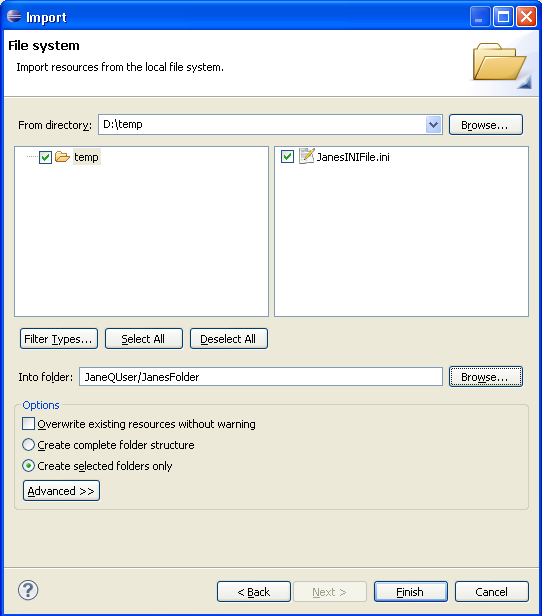 Import
File system
Import resources from the local file system.
From directory: D:\temp Browse...
temp JanesINIFile.ini
Filter Types... Select All Deselect All
Into folder: JaneQUser/JanesFolder Browse...
Options
Overwrite existing resources without warning
Create complete folder structure
Create selected folders only
Advanced >>
? < Back Next > Finish Cancel